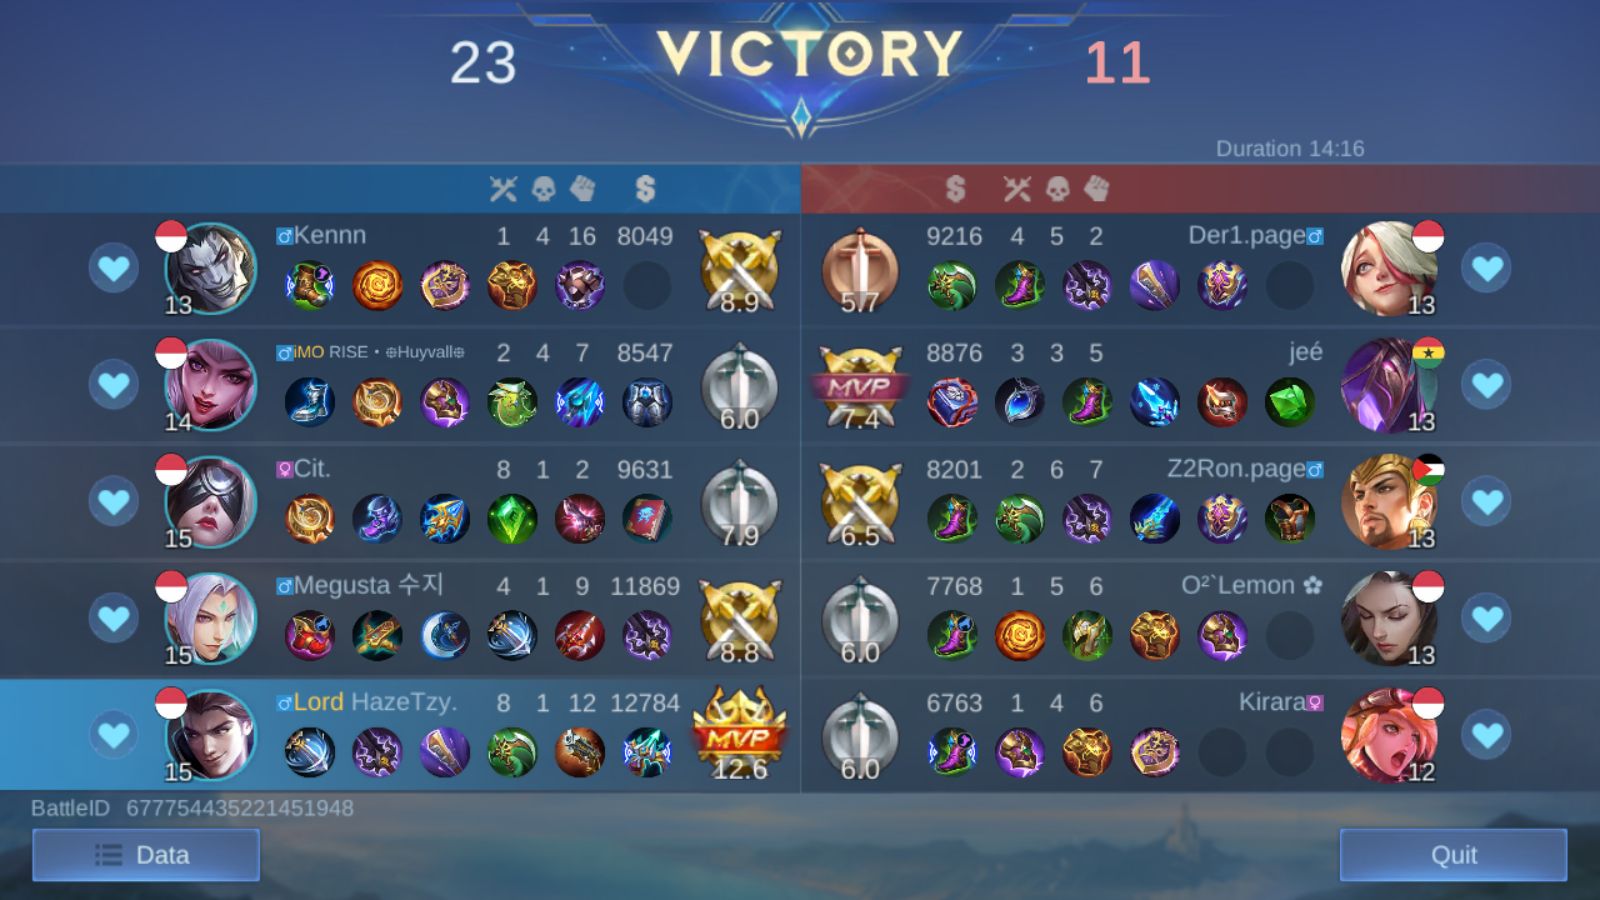 23 VICTORY 11
Duration 14:16
Kennn 1 4 16 8049
13 8.9
9216 4 5 2 Der1.page
5.7 13
iMO RISE・⊕Huyvall⊕ 2 4 7 8547
14 6.0
8876 3 3 5 jeé
MVP 7.4 13
Cit. 8 1 2 9631
15 7.9
8201 2 6 7 Z2Ron.page
6.5 13
Megusta 수지 4 1 9 11869
15 8.8
7768 1 5 6 O²`Lemon ✿
6.0 13
Lord HazeTzy. 8 1 12 12784
15 MVP 12.6
6763 1 4 6 Kirara
6.0 12
BattleID 677754435221451948
Data
Quit